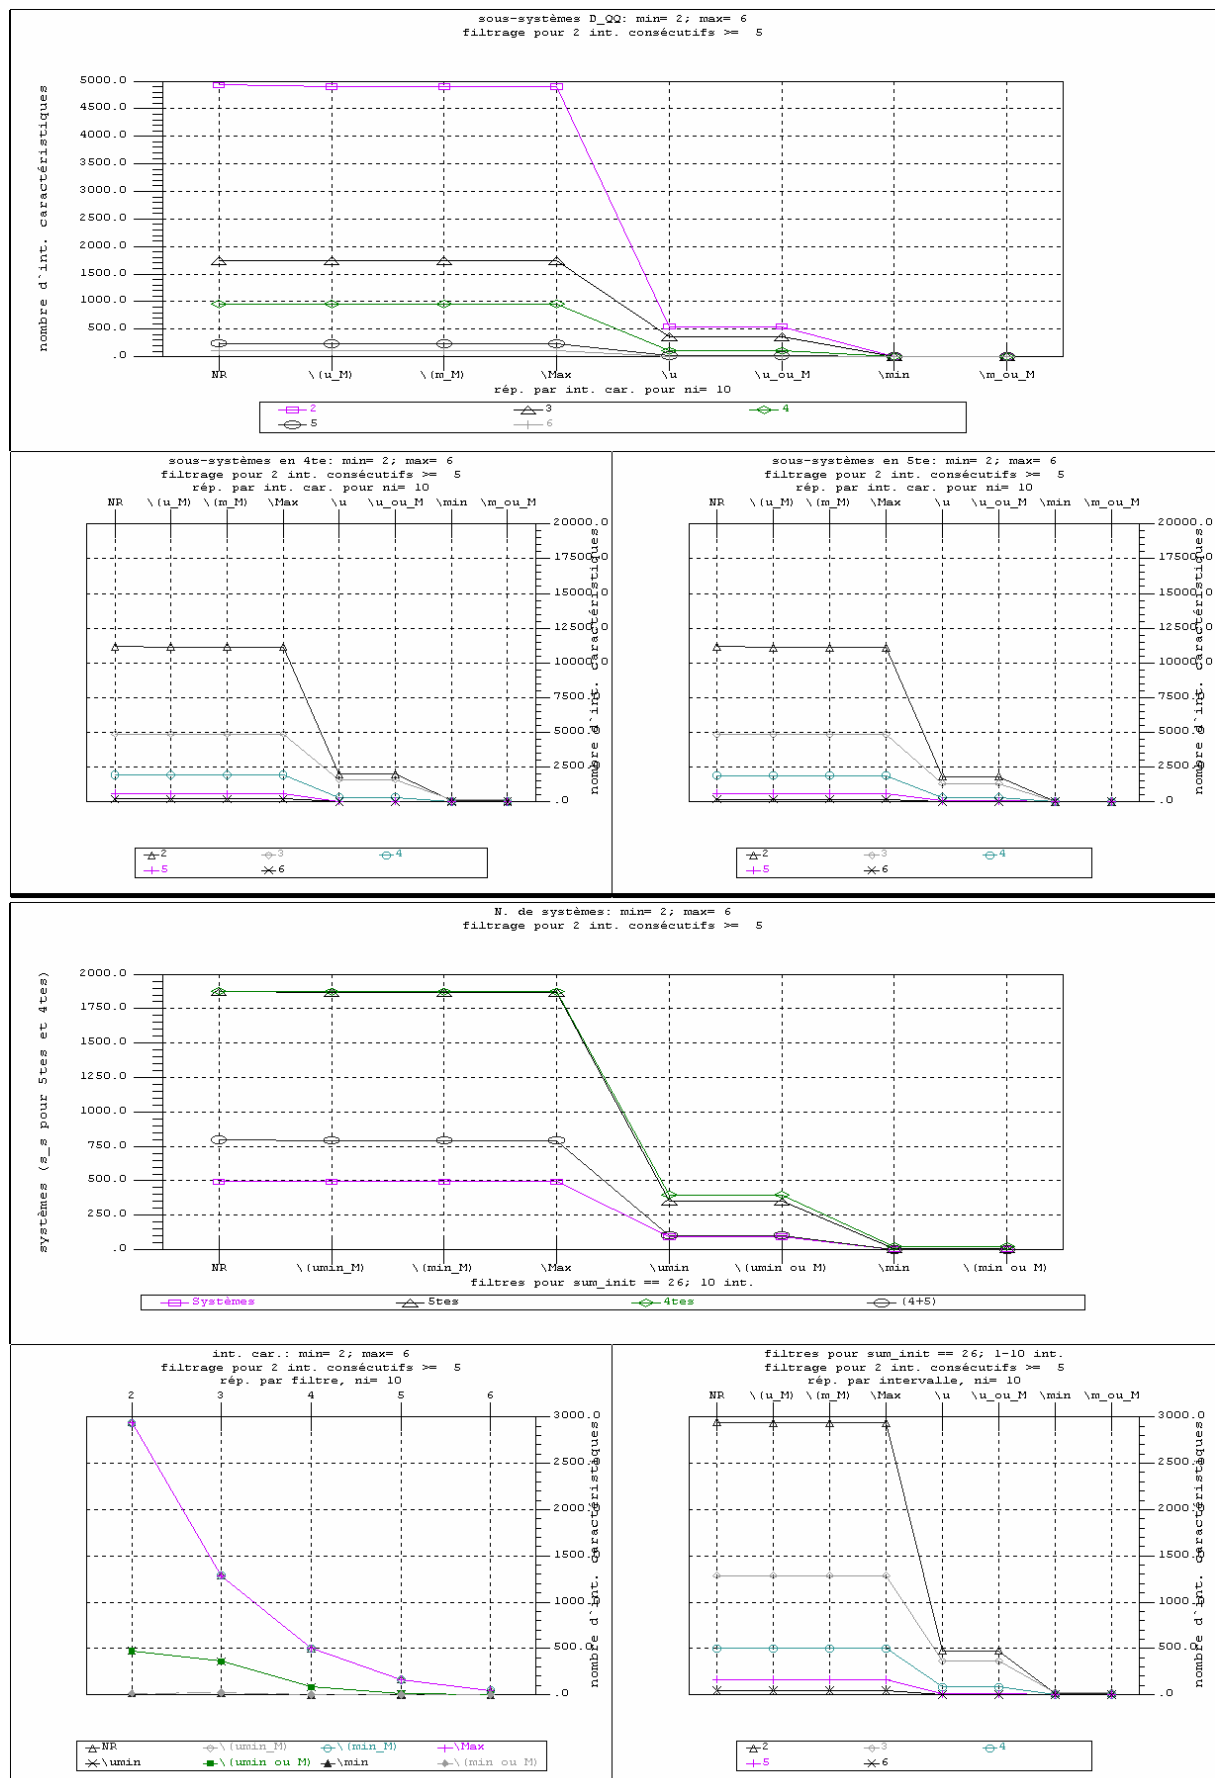 sous-systèmes D_QQ: min= 2; max= 6
filtrage pour 2 int. consécutifs >= 5
nombre d`int. caractéristiques
5000.0
4500.0
4000.0
3500.0
3000.0
2500.0
2000.0
1500.0
1000.0
500.0
.0
NR \(u_M) \(m_M) \Max \u \u_ou_M \min \m_ou_M
rép. par int. car. pour ni= 10
2 3 4
5 6
sous-systèmes en 4te: min= 2; max= 6
filtrage pour 2 int. consécutifs >= 5
rép. par int. car. pour ni= 10
NR \(u_M) \(m_M) \Max \u \u_ou_M \min \m_ou_M
20000.0
17500.0
15000.0
12500.0
10000.0
7500.0
5000.0
2500.0
.0
nombre d`int. caractéristiques
2 3 4
5 6
sous-systèmes en 5te: min= 2; max= 6
filtrage pour 2 int. consécutifs >= 5
rép. par int. car. pour ni= 10
NR \(u_M) \(m_M) \Max \u \u_ou_M \min \m_ou_M
20000.0
17500.0
15000.0
12500.0
10000.0
7500.0
5000.0
2500.0
.0
nombre d`int. caractéristiques
2 3 4
5 6
N. de systèmes: min= 2; max= 6
filtrage pour 2 int. consécutifs >= 5
systèmes (s_s pour 5tes et 4tes)
2000.0
1750.0
1500.0
1250.0
1000.0
750.0
500.0
250.0
.0
NR \(umin_M) \(min_M) \Max \umin \(umin ou M) \min \(min ou M)
filtres pour sum_init == 26; 10 int.
Systèmes 5tes 4tes (4+5)
int. car.: min= 2; max= 6
filtrage pour 2 int. consécutifs >= 5
rép. par filtre, ni= 10
2 3 4 5 6
3000.0
2500.0
2000.0
1500.0
1000.0
500.0
.0
nombre d`int. caractéristiques
NR \(umin_M) \(min_M) \Max
\umin \(umin ou M) \min \(min ou M)
filtres pour sum_init == 26; 1-10 int.
filtrage pour 2 int. consécutifs >= 5
rép. par intervalle, ni= 10
NR \(u_M) \(m_M) \Max \u \u_ou_M \min \m_ou_M
3000.0
2500.0
2000.0
1500.0
1000.0
500.0
.0
nombre d`int. caractéristiques
2 3 4
5 6